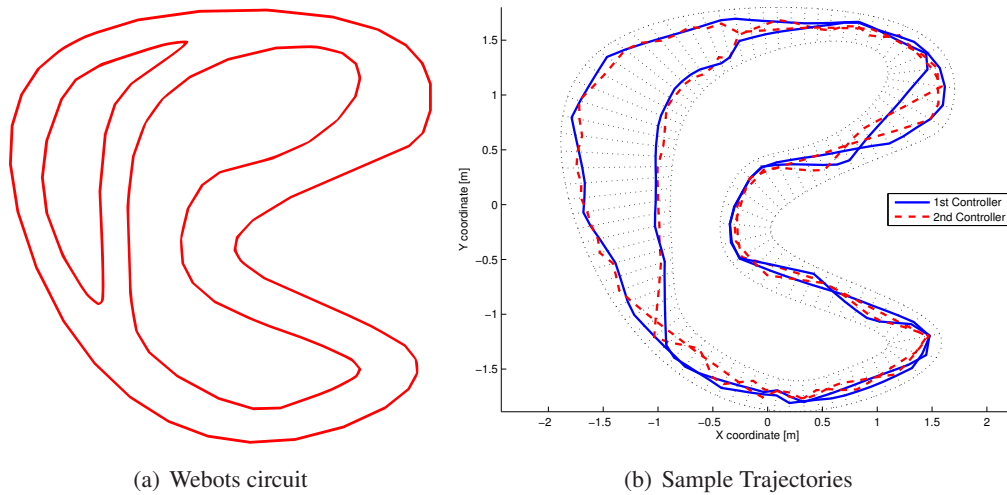 1.5
1
0.5
0
−0.5
−1
−1.5
Y coordinate [m]
1st Controller
2nd Controller
−2 −1.5 −1 −0.5 0 0.5 1 1.5 2
X coordinate [m]
(a) Webots circuit
(b) Sample Trajectories